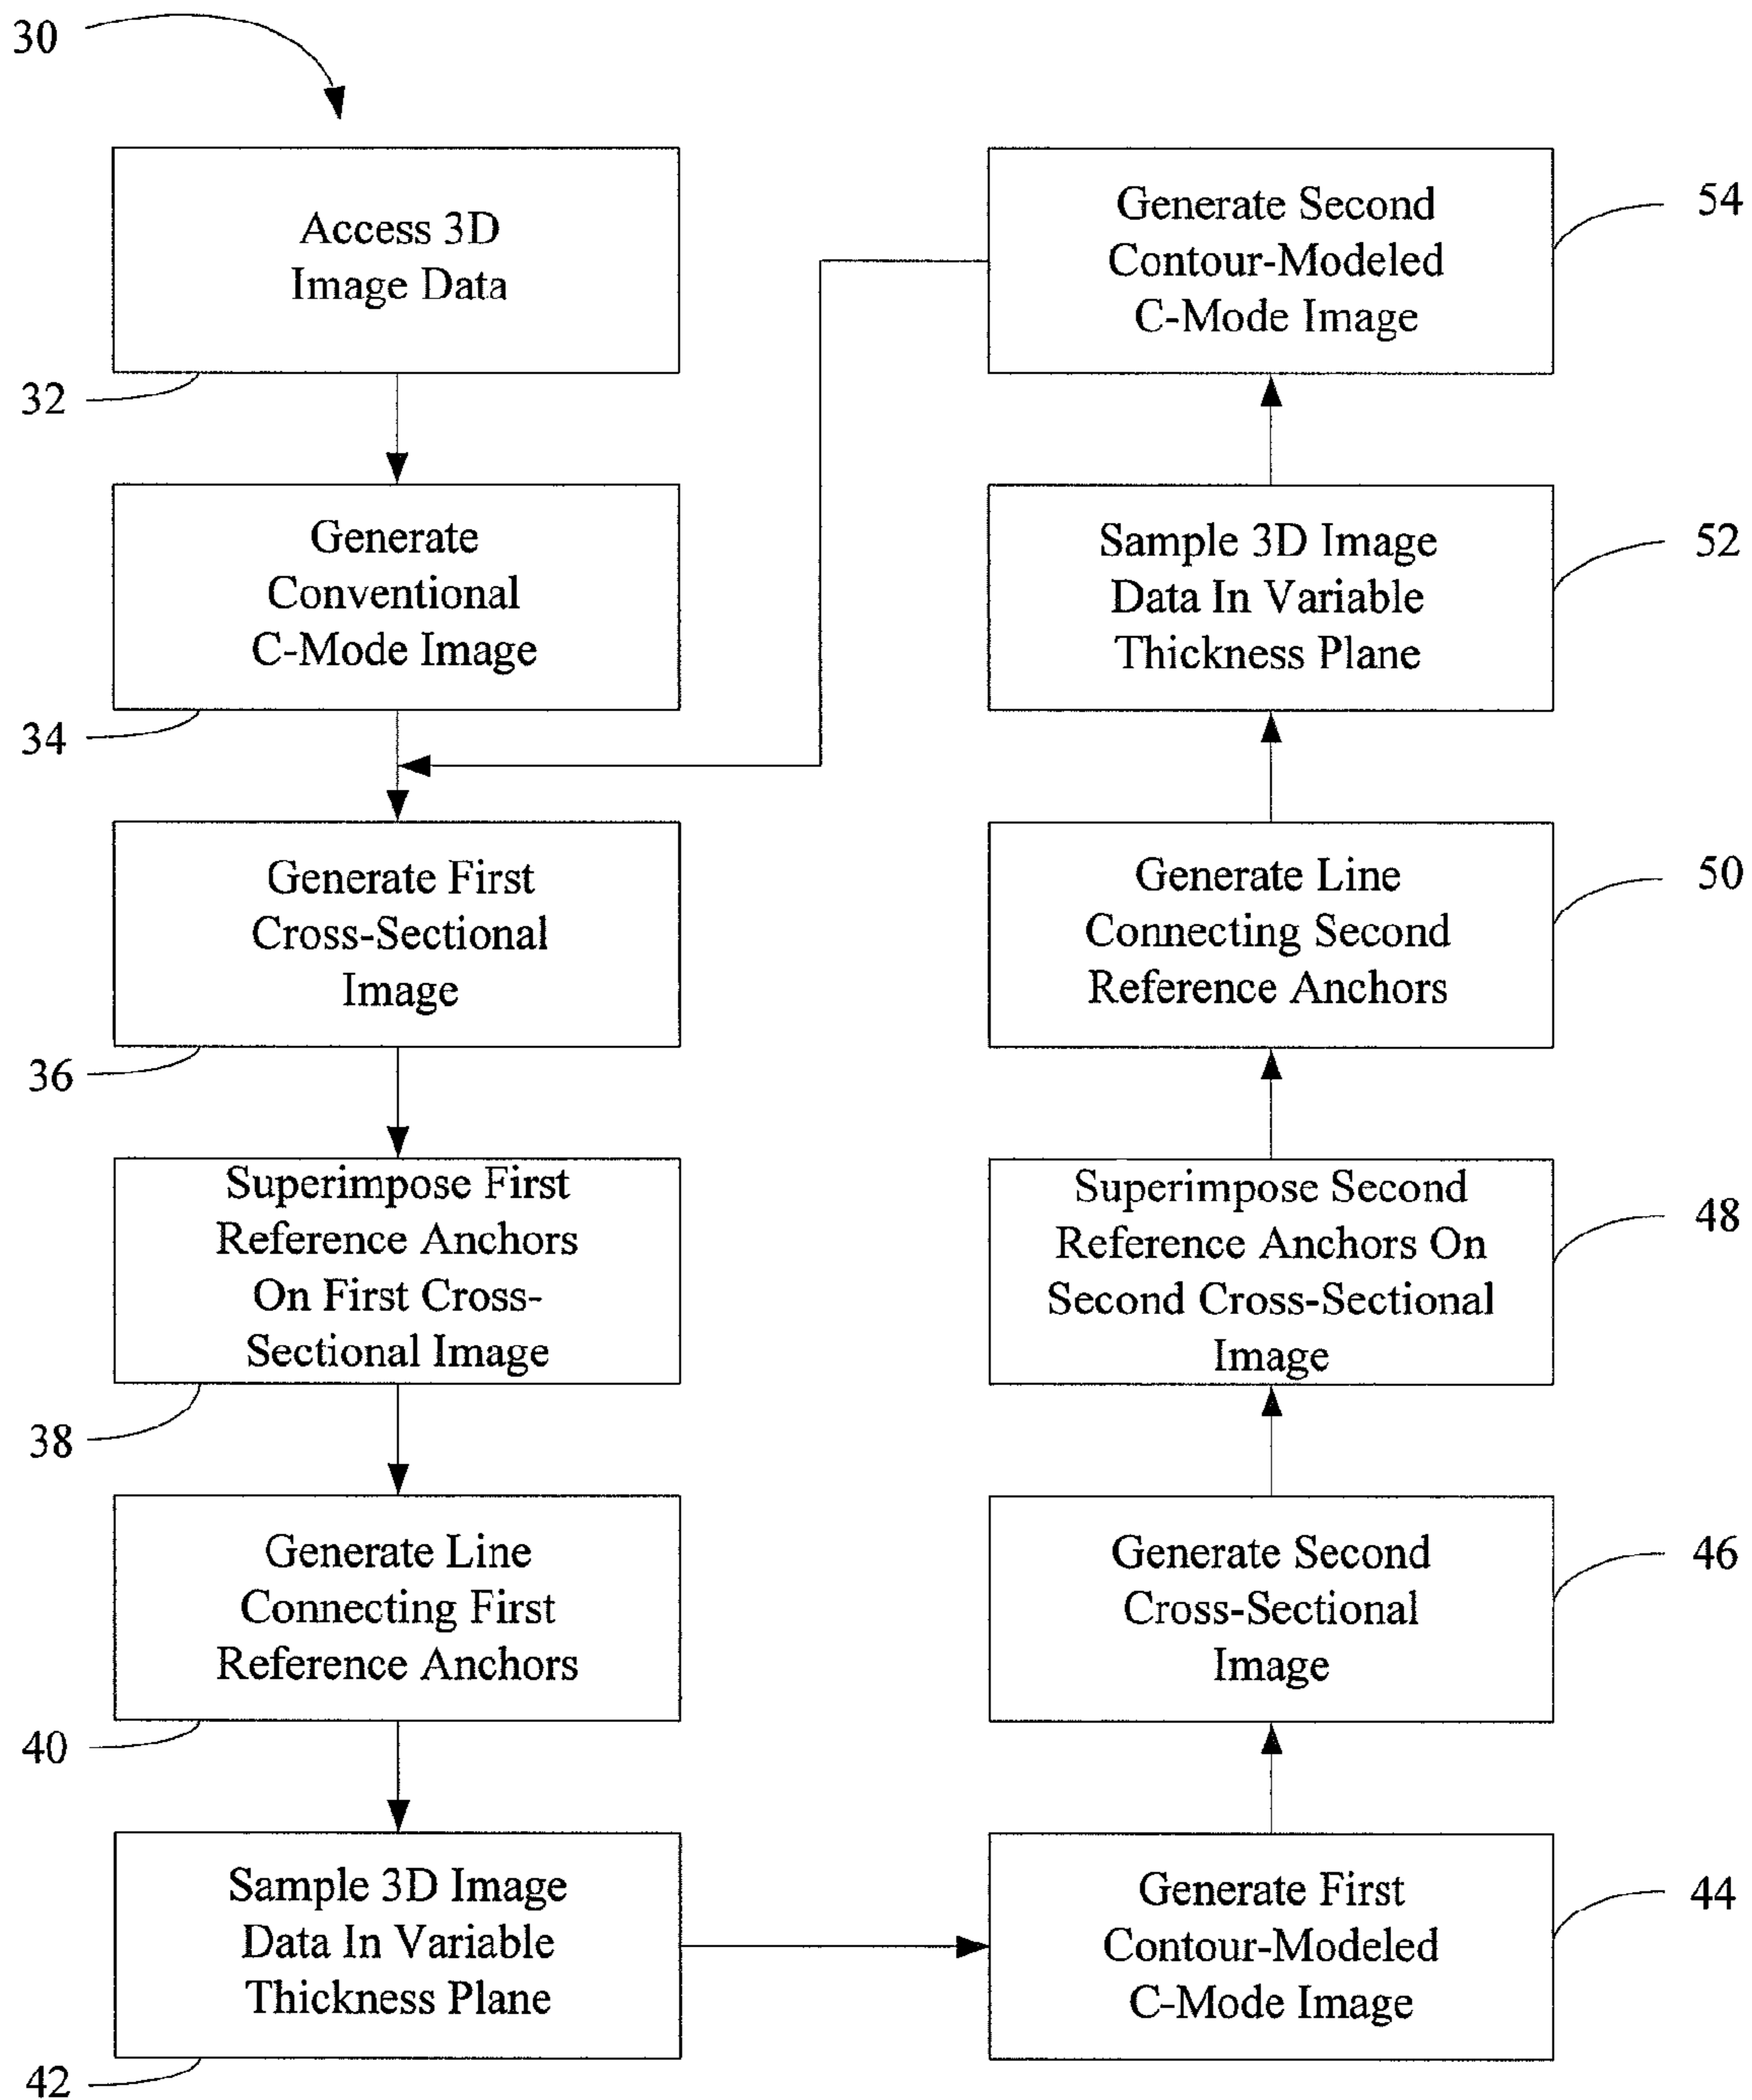 30
Access 3D
Image Data
32
Generate
Conventional
C-Mode Image
34
Generate First
Cross-Sectional
Image
36
Superimpose First
Reference Anchors
On First Cross-
Sectional Image
38
Generate Line
Connecting First
Reference Anchors
40
Sample 3D Image
Data In Variable
Thickness Plane
42
Generate First
Contour-Modeled
C-Mode Image
44
Generate Second
Cross-Sectional
Image
46
Superimpose Second
Reference Anchors On
Second Cross-Sectional
Image
48
Generate Line
Connecting Second
Reference Anchors
50
Sample 3D Image
Data In Variable
Thickness Plane
52
Generate Second
Contour-Modeled
C-Mode Image
54